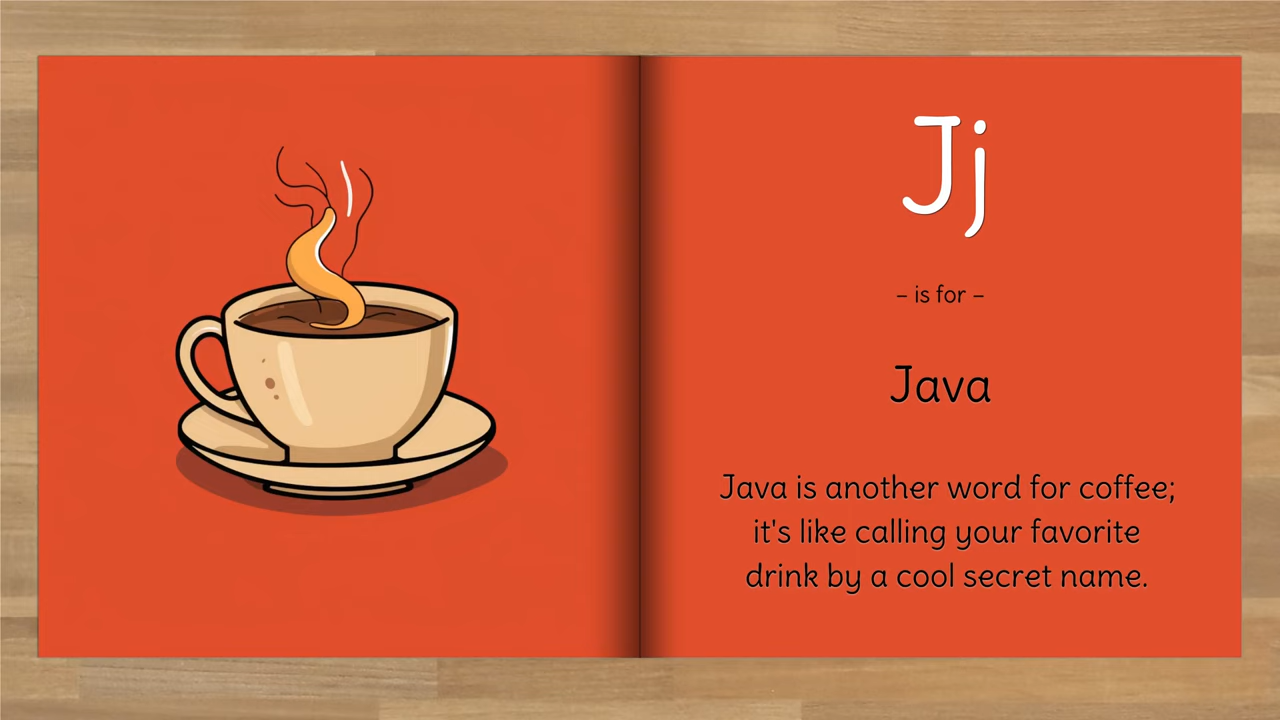 Jj
– is for –
Java
Java is another word for coffee;
it's like calling your favorite
drink by a cool secret name.